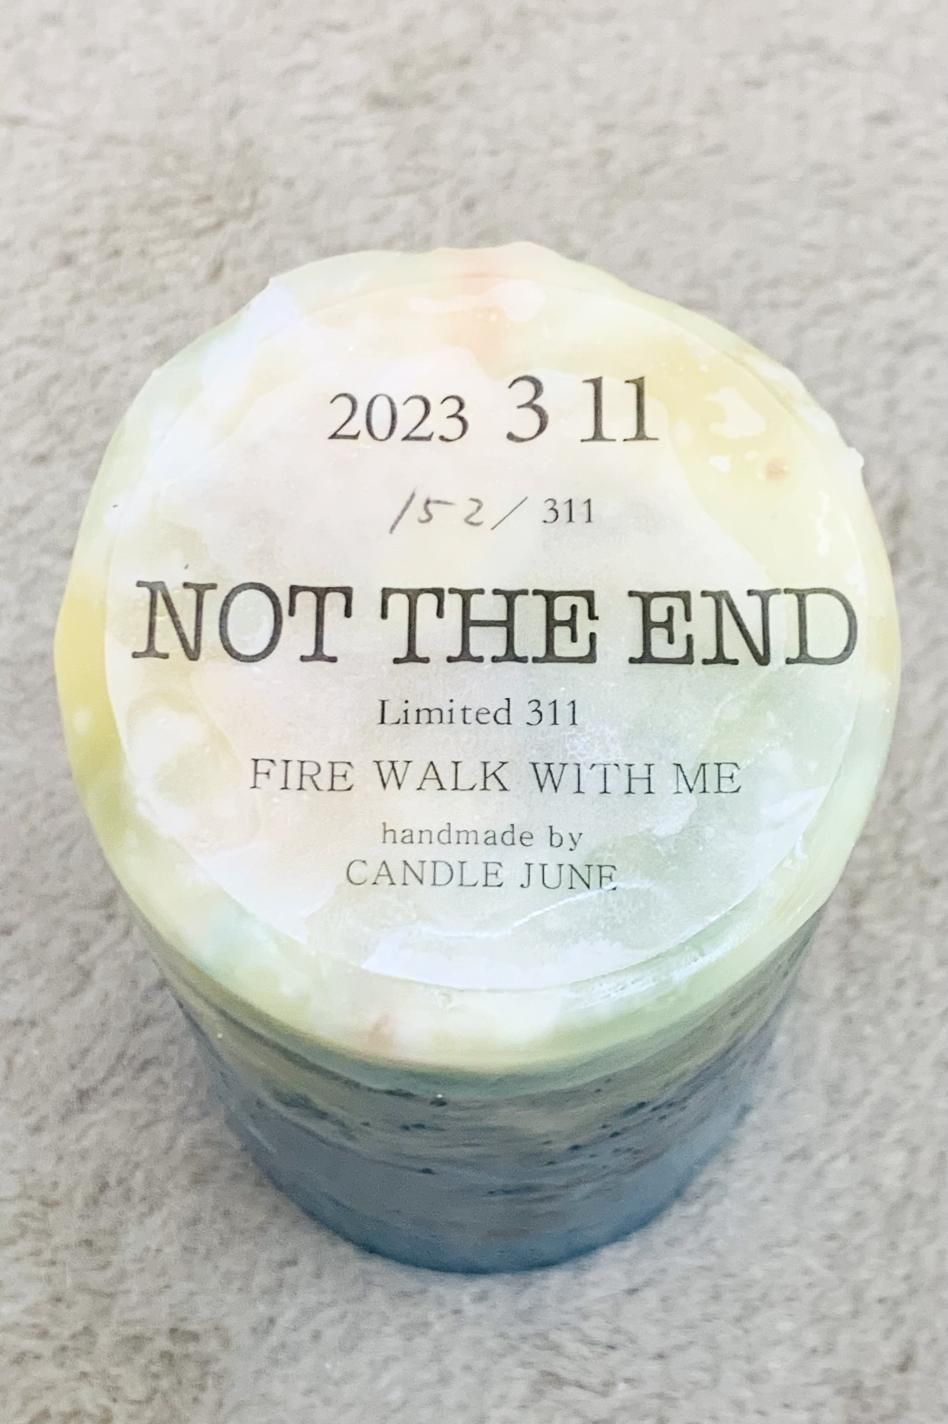 2023 3 11
152/ 311
NOT THE END
Limited 311
FIRE WALK WITH ME
handmade by
CANDLE JUNE